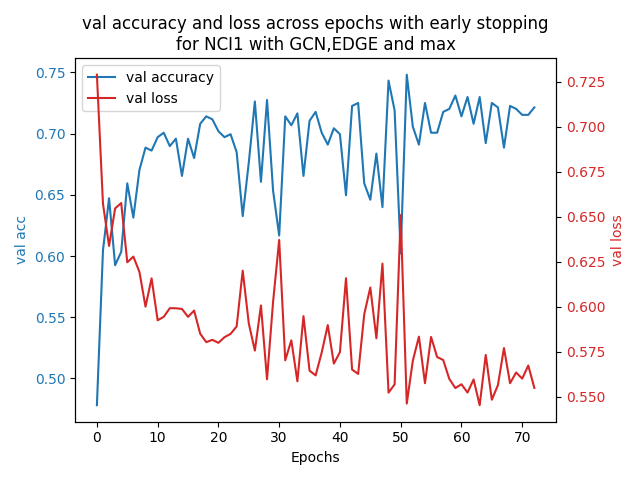 val accuracy and loss across epochs with early stopping
for NCI1 with GCN,EDGE and max
val accuracy
val loss
0.75
0.70
0.65
0.60
0.55
0.50
val acc
0.725
0.700
0.675
0.650
0.625
0.600
0.575
0.550
val loss
0 10 20 30 40 50 60 70
Epochs